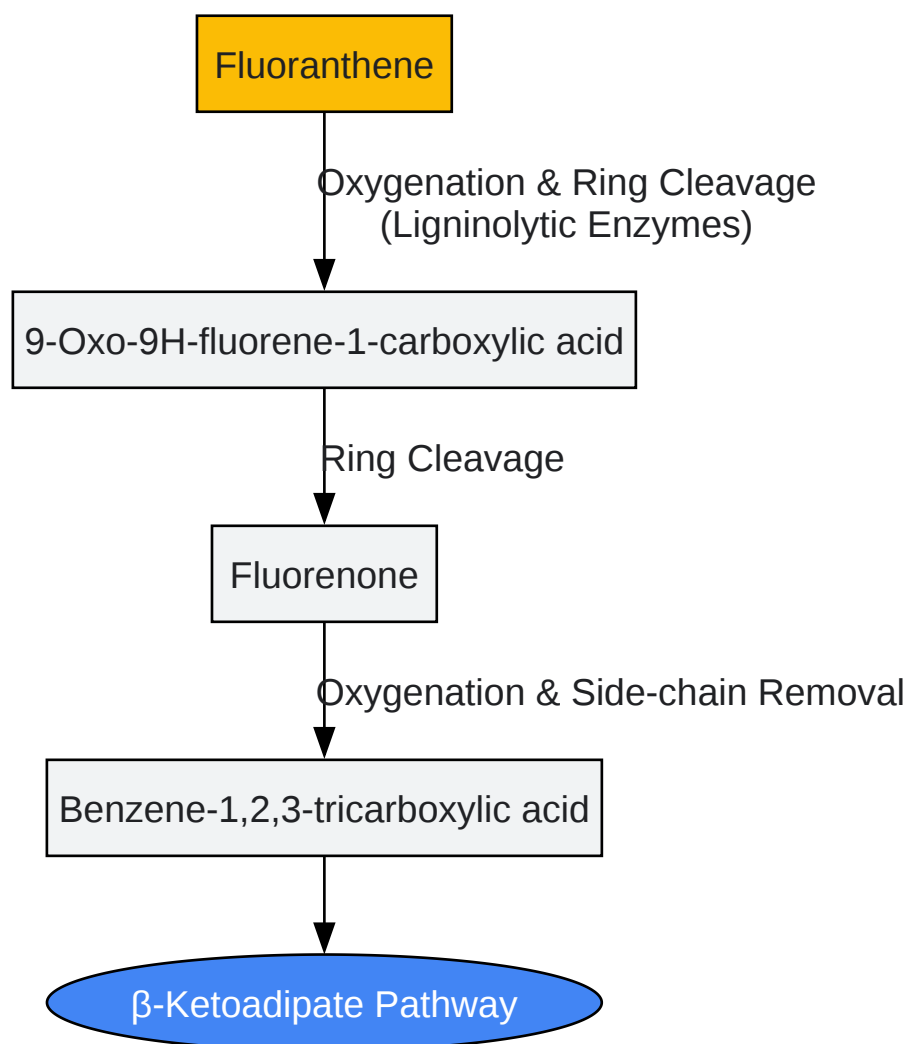 Fluoranthene
Oxygenation & Ring Cleavage
(Ligninolytic Enzymes)
9-Oxo-9H-fluorene-1-carboxylic acid
Ring Cleavage
Fluorenone
Oxygenation & Side-chain Removal
Benzene-1,2,3-tricarboxylic acid
β-Ketoadipate Pathway